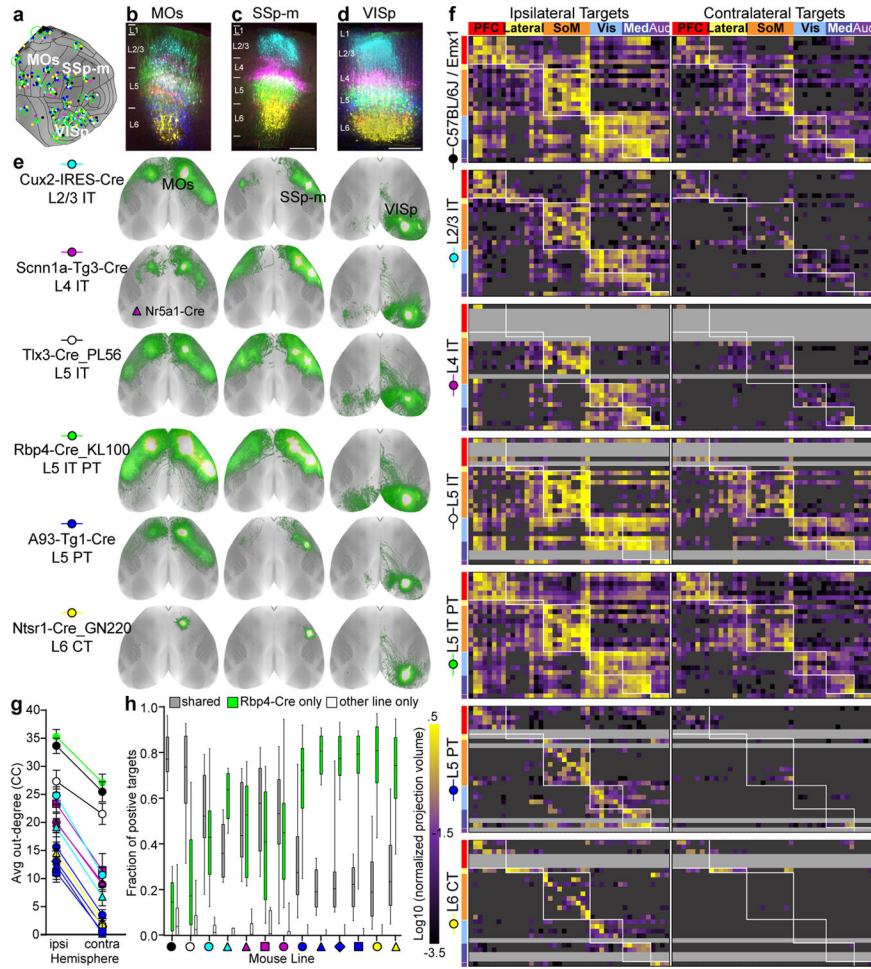 a
MOs
SSp-m
VISp
b MOs
L1
L2/3
L5
L6
c SSp-m
L1
L2/3
L4
L5
L6
d VISp
L1
L2/3
L4
L5
L6
e
Cux2-IRES-Cre
L2/3 IT
MOs
SSp-m
VISp
Scnn1a-Tg3-Cre
L4 IT
Nr5a1-Cre
Tlx3-Cre_PL56
L5 IT
Rbp4-Cre_KL100
L5 IT PT
A93-Tg1-Cre
L5 PT
Ntsr1-Cre_GN220
L6 CT
f Ipsilateral Targets Contralateral Targets
PFC Lateral SoM Vis Med Aud PFC Lateral SoM Vis Med Aud
C57BL/6J / Emx1
L2/3 IT
L4 IT
L5 IT
L5 IT PT
L5 PT
L6 CT
g
Avg out-degree (CC)
40
35
30
25
20
15
10
5
0
ipsi contra
Hemisphere
h
shared Rbp4-Cre only other line only
Fraction of positive targets
1.0
0.8
0.6
0.4
0.2
0.0
Mouse Line
.5
-1.5
-3.5
Log10 (normalized projection volume)